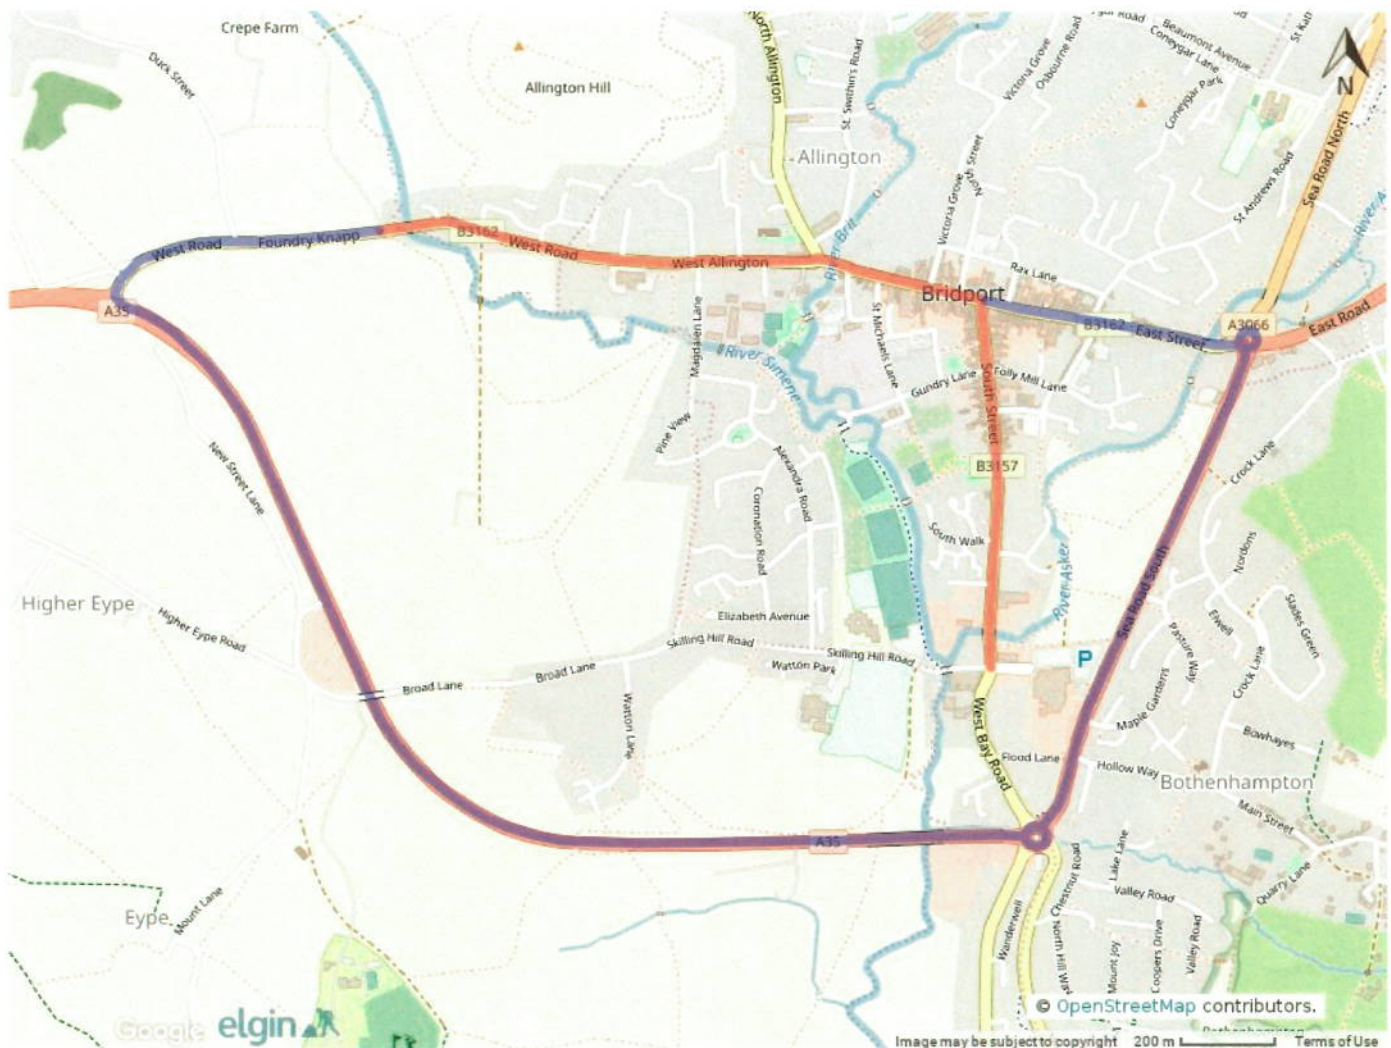 Crepe Farm
Duck Street
Allington Hill
North Allington
St. Swithin's Road
Allington
Victoria Grove
Osbourne Road
Beaumont Avenue
Coneygar Lane
Coneygar Park
St Andrews Road
Sea Road North
N
West Road
Foundry Knapp
B3162
West Road
West Allington
River Brit
Victoria Grove
North Street
Rax Lane
Bridport
B3162
East Street
A3066
East Road
A35
Magdalen Lane
River Simene
St Michaels Lane
Gundry Lane
Folly Mill Lane
South Street
Pine View
Alexandra Road
Coronation Road
B3157
South Walk
River Asker
Crock Lane
Nordons
Slades Green
Elwell
Pasture Way
Crock Lane
Sea Road South
New Street Lane
Higher Eype
Higher Eype Road
Elizabeth Avenue
Skilling Hill Road
Skilling Hill Road
Watton Park
Broad Lane
Broad Lane
Watton Lane
P
Maple Gardens
West Bay Road
Flood Lane
Hollow Way
Bowhayes
Bothenhampton
Main Street
A35
Lake Lane
Chestnut Road
Valley Road
Quarry Lane
Wanderwell
Mount Joy
Coopers Drive
Valley Road
Eype
Mount Lane
Google
elgin
© OpenStreetMap contributors.
Bothenhampton
Image may be subject to copyright 200 m Terms of Use